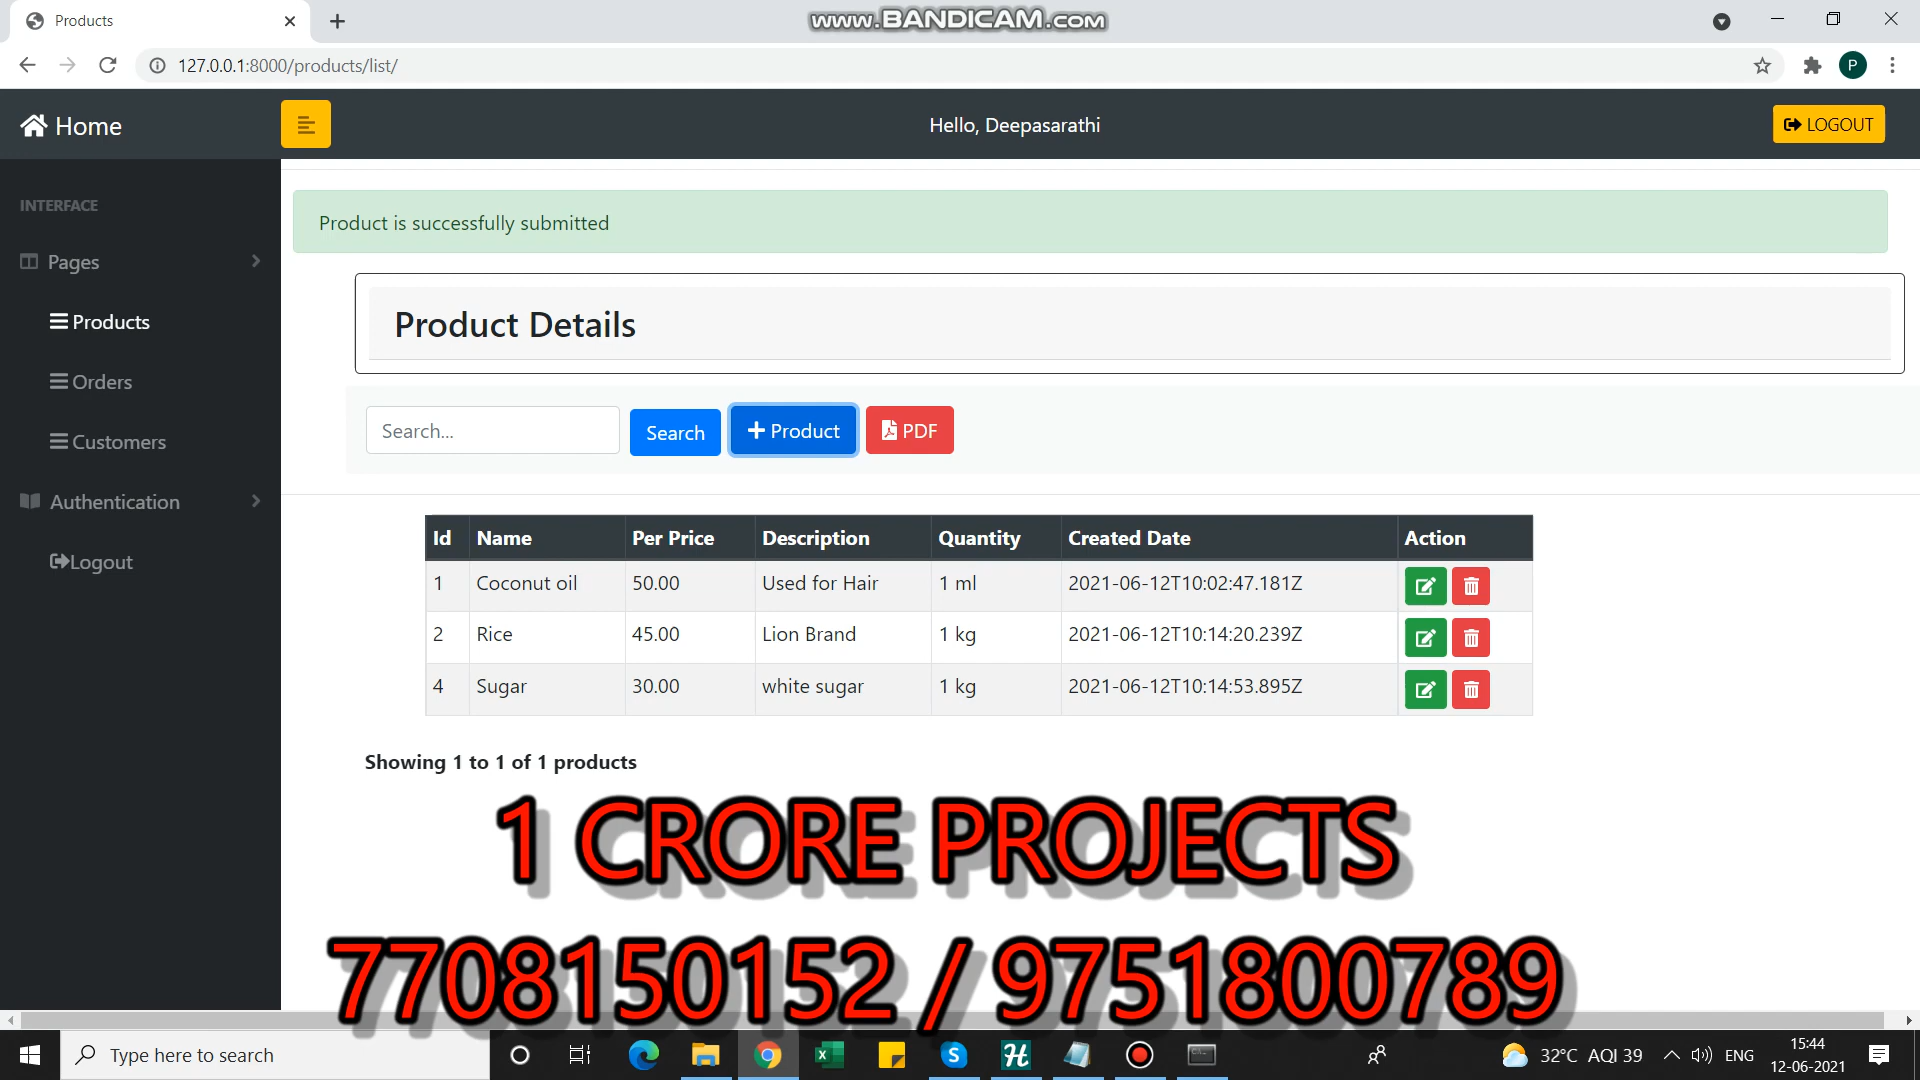 Products
www.BANDICAM.com
127.0.0.1:8000/products/list/
P
Home
Hello, Deepasarathi
LOGOUT
INTERFACE
Product is successfully submitted
Pages
Products
Product Details
Orders
Search...
Search
Product
PDF
Customers
Authentication
Logout
Id Name Per Price Description Quantity Created Date Action
1 Coconut oil 50.00 Used for Hair 1 ml 2021-06-12T10:02:47.181Z
2 Rice 45.00 Lion Brand 1 kg 2021-06-12T10:14:20.239Z
4 Sugar 30.00 white sugar 1 kg 2021-06-12T10:14:53.895Z
Showing 1 to 1 of 1 products
1 CRORE PROJECTS
7708150152 / 9751800789
Type here to search
32°C AQI 39
ENG
15:44
12-06-2021